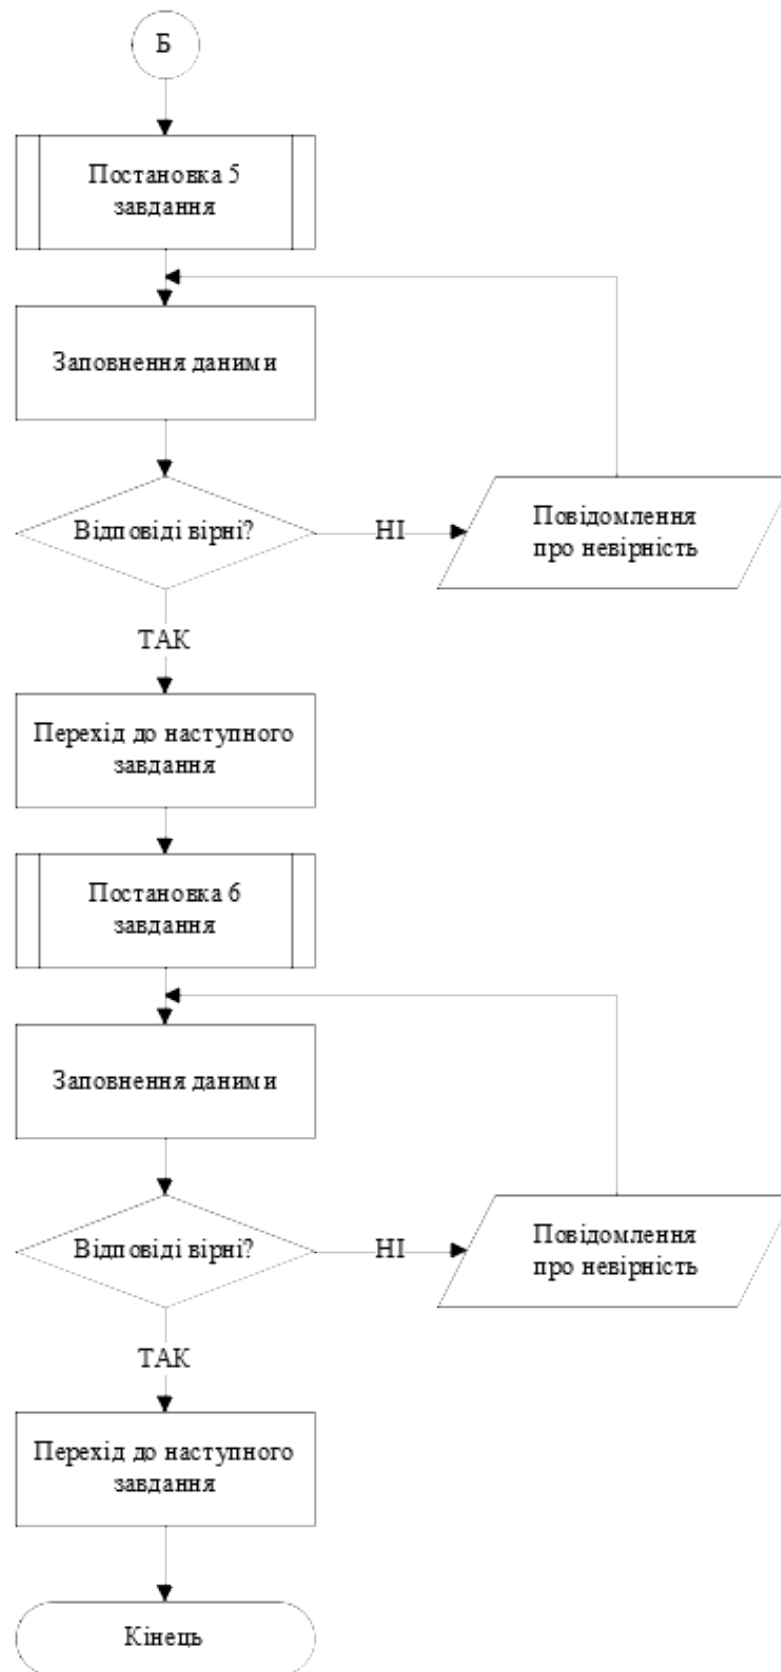 Б
Постановка 5
завдання
Заповнення даними
Відповіді вірні?
НІ
Повідомлення
про невірність
ТАК
Перехід до наступного
завдання
Постановка 6
завдання
Заповнення даними
Відповіді вірні?
НІ
Повідомлення
про невірність
ТАК
Перехід до наступного
завдання
Кінець